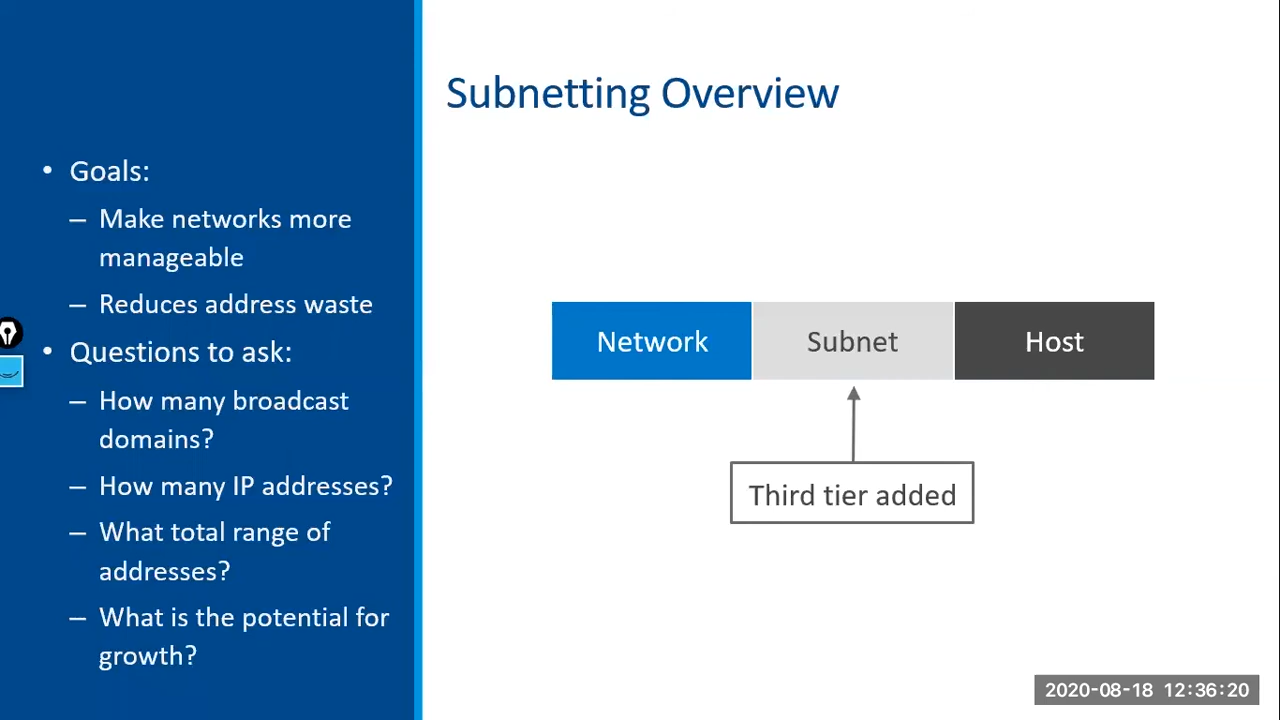 Subnetting Overview
• Goals:
– Make networks more
manageable
– Reduces address waste
• Questions to ask:
– How many broadcast
domains?
– How many IP addresses?
– What total range of
addresses?
– What is the potential for
growth?
Network Subnet Host
Third tier added
2020-08-18 12:36:20